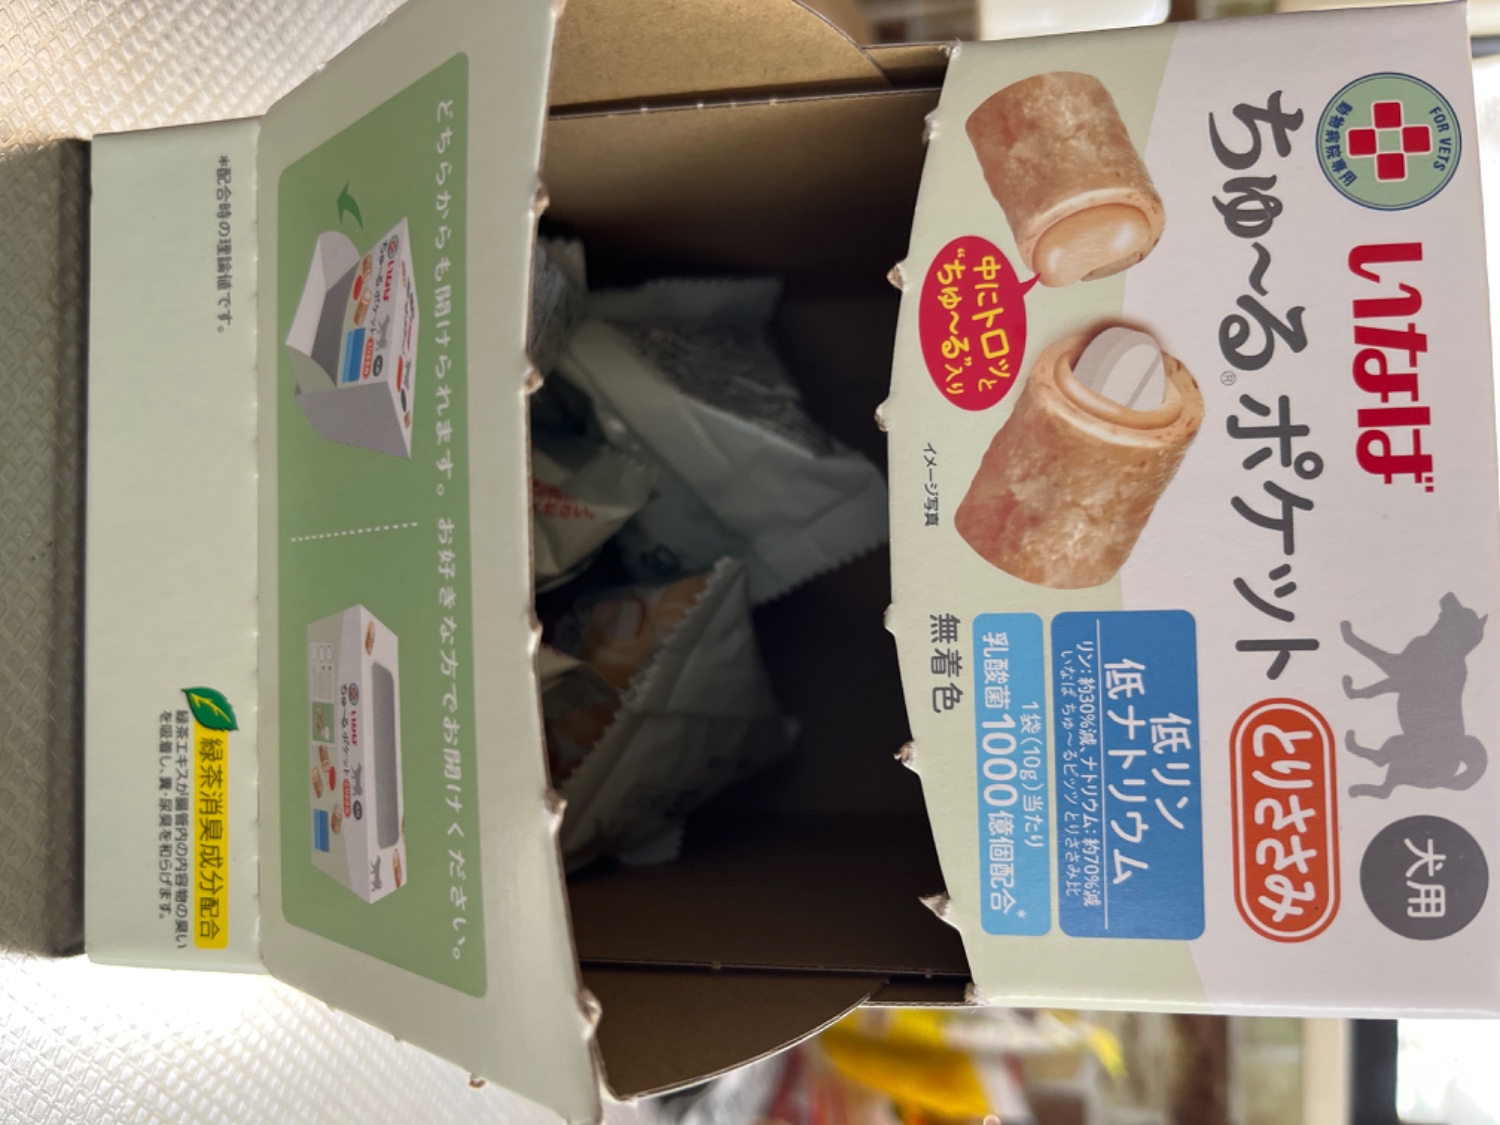 FOR VETS
動物病院専用
いなば
犬用
ちゅ〜る®ポケット
とりささみ
中にトロッと
“ちゅ〜る”入り
イメージ写真
低リン
低ナトリウム
リン：約30%減、ナトリウム：約70%減
いなば ちゅ〜るビッツ とりささみ比
1袋（10g）当たり
乳酸菌1000億個配合*
無着色
どちらからも開けられます。お好きな方でお開けください。
*配合時の理論値です。
緑茶消臭成分配合
緑茶エキスが腸管内の内容物の臭い
を吸着し、糞・尿臭を和らげます。